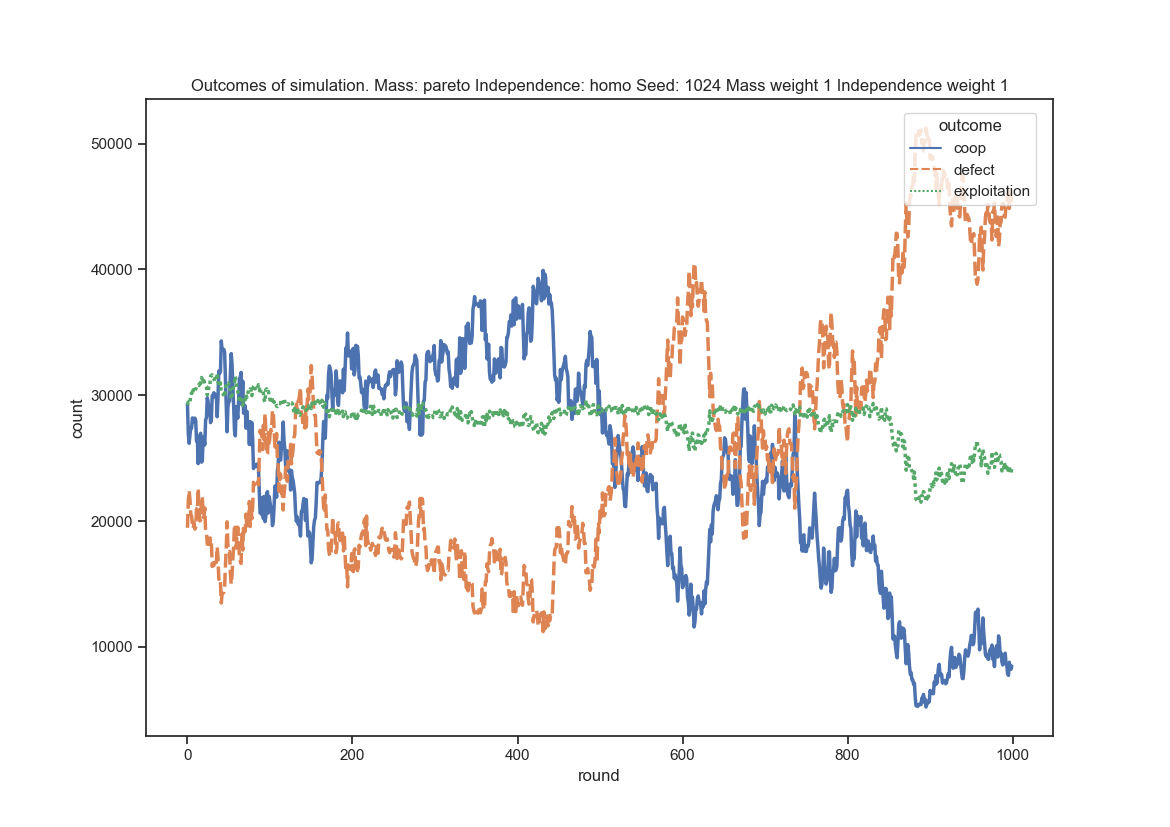 Outcomes of simulation. Mass: pareto Independence: homo Seed: 1024 Mass weight 1 Independence weight 1
outcome
coop
defect
exploitation
50000
40000
30000
20000
10000
count
0 200 400 600 800 1000
round